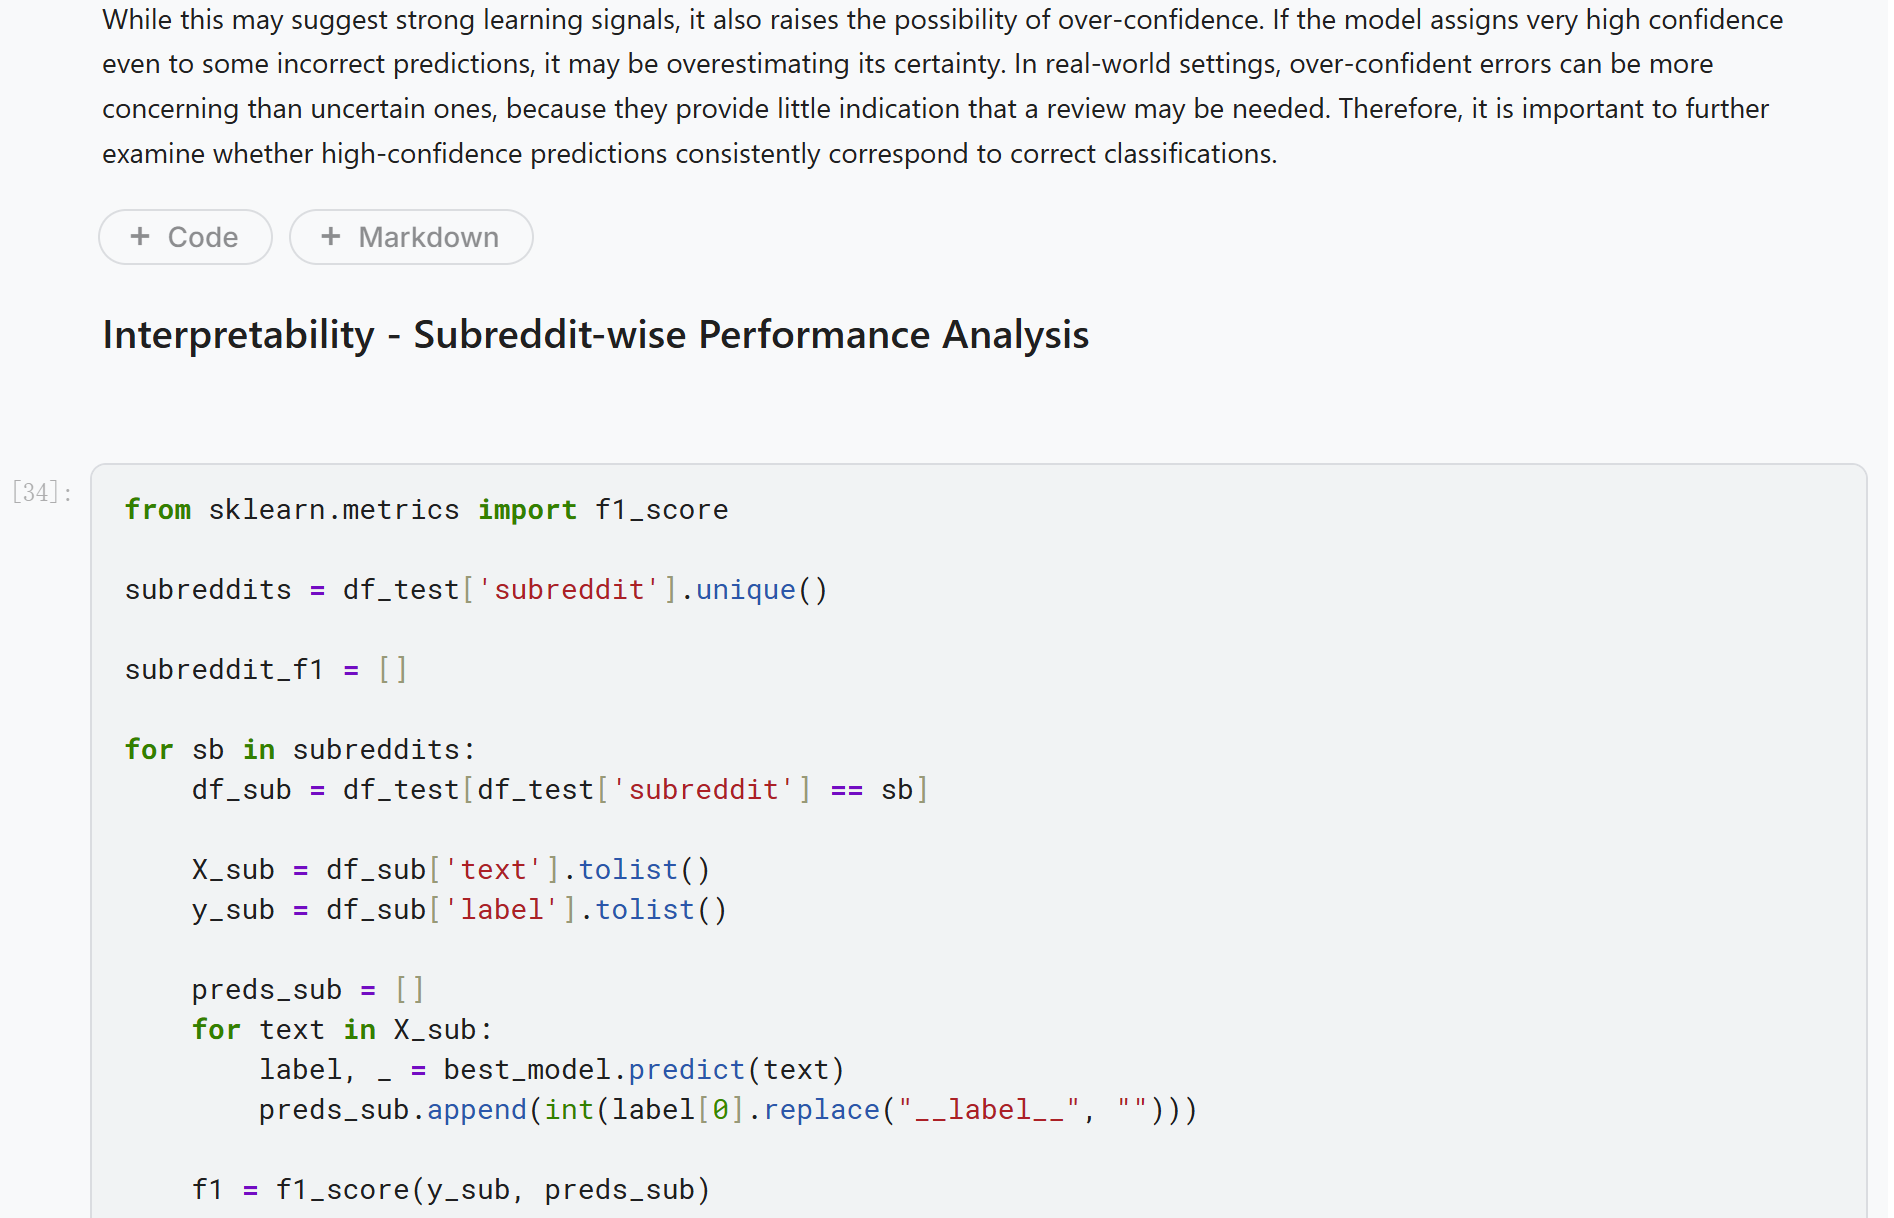 While this may suggest strong learning signals, it also raises the possibility of over-confidence. If the model assigns very high confidence
even to some incorrect predictions, it may be overestimating its certainty. In real-world settings, over-confident errors can be more
concerning than uncertain ones, because they provide little indication that a review may be needed. Therefore, it is important to further
examine whether high-confidence predictions consistently correspond to correct classifications.
+ Code + Markdown
Interpretability - Subreddit-wise Performance Analysis
[34]:
from sklearn.metrics import f1_score
subreddits = df_test['subreddit'].unique()
subreddit_f1 = []
for sb in subreddits:
    df_sub = df_test[df_test['subreddit'] == sb]
    X_sub = df_sub['text'].tolist()
    y_sub = df_sub['label'].tolist()
    preds_sub = []
    for text in X_sub:
        label, _ = best_model.predict(text)
        preds_sub.append(int(label[0].replace("__label__", "")))
    f1 = f1_score(y_sub, preds_sub)